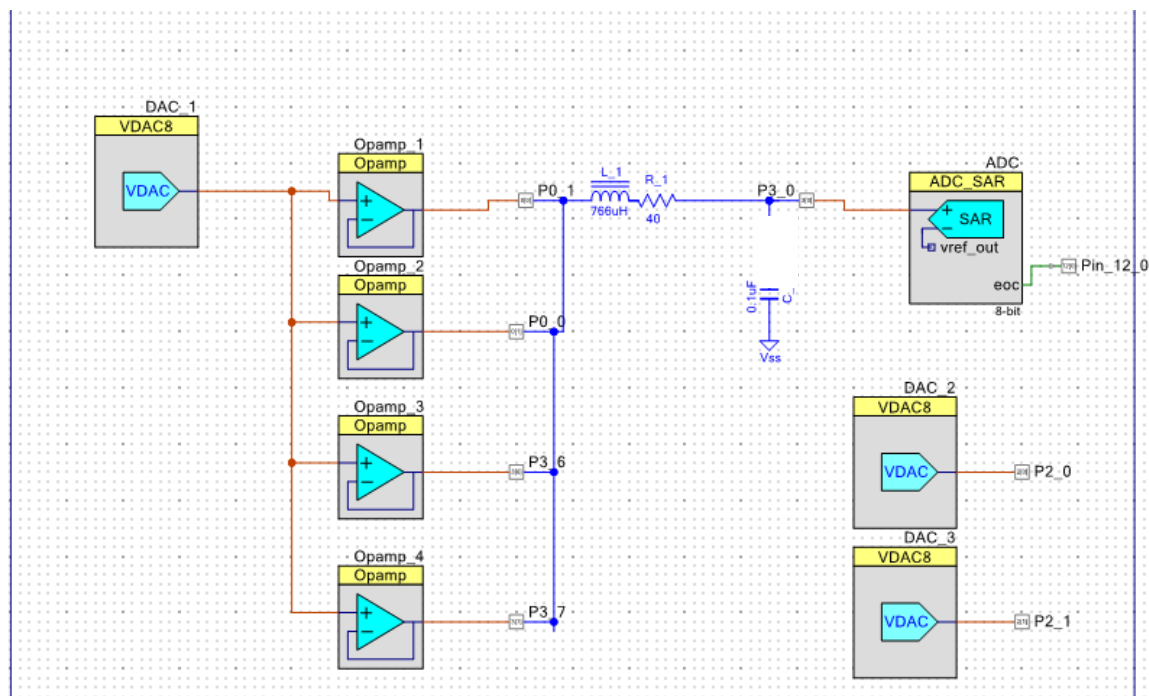 DAC_1
VDAC8
VDAC
Opamp_1
Opamp
P0_1
L_1
766uH
R_1
40
P3_0
ADC
ADC_SAR
SAR
vref_out
eoc
8-bit
Pin_12_0
Opamp_2
Opamp
P0_0
0.1uF
C_
Vss
Opamp_3
Opamp
P3_6
DAC_2
VDAC8
VDAC
P2_0
Opamp_4
Opamp
P3_7
DAC_3
VDAC8
VDAC
P2_1